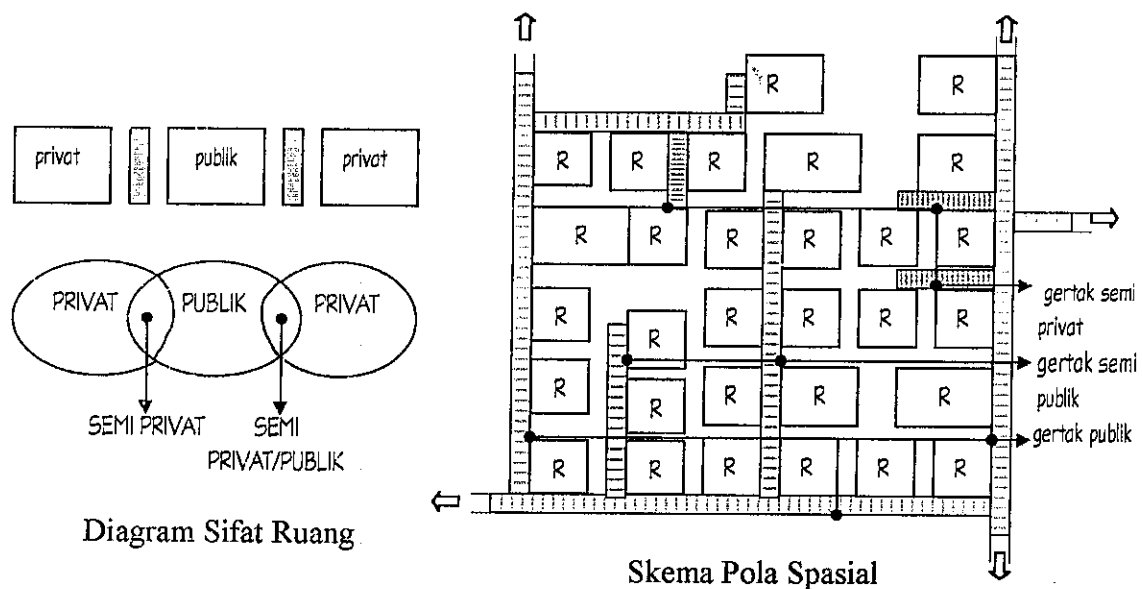 privat publik privat
PRIVAT PUBLIK PRIVAT
SEMI PRIVAT
SEMI
PRIVAT/PUBLIK
Diagram Sifat Ruang
R R
R R R R R
R R R R R R
R R R R R
R
R R R R
R
R R R R R R
gertak semi
privat
gertak semi
publik
gertak publik
Skema Pola Spasial